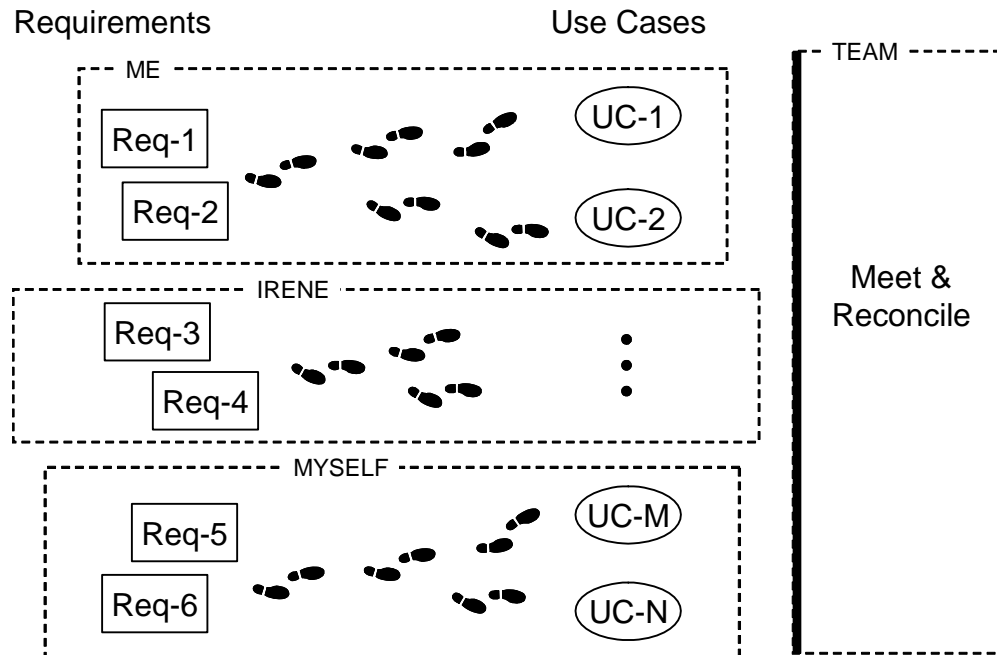 Requirements
Use Cases
TEAM
ME
Req-1
UC-1
Req-2
UC-2
IRENE
Meet &
Reconcile
Req-3
Req-4
MYSELF
Req-5
UC-M
Req-6
UC-N